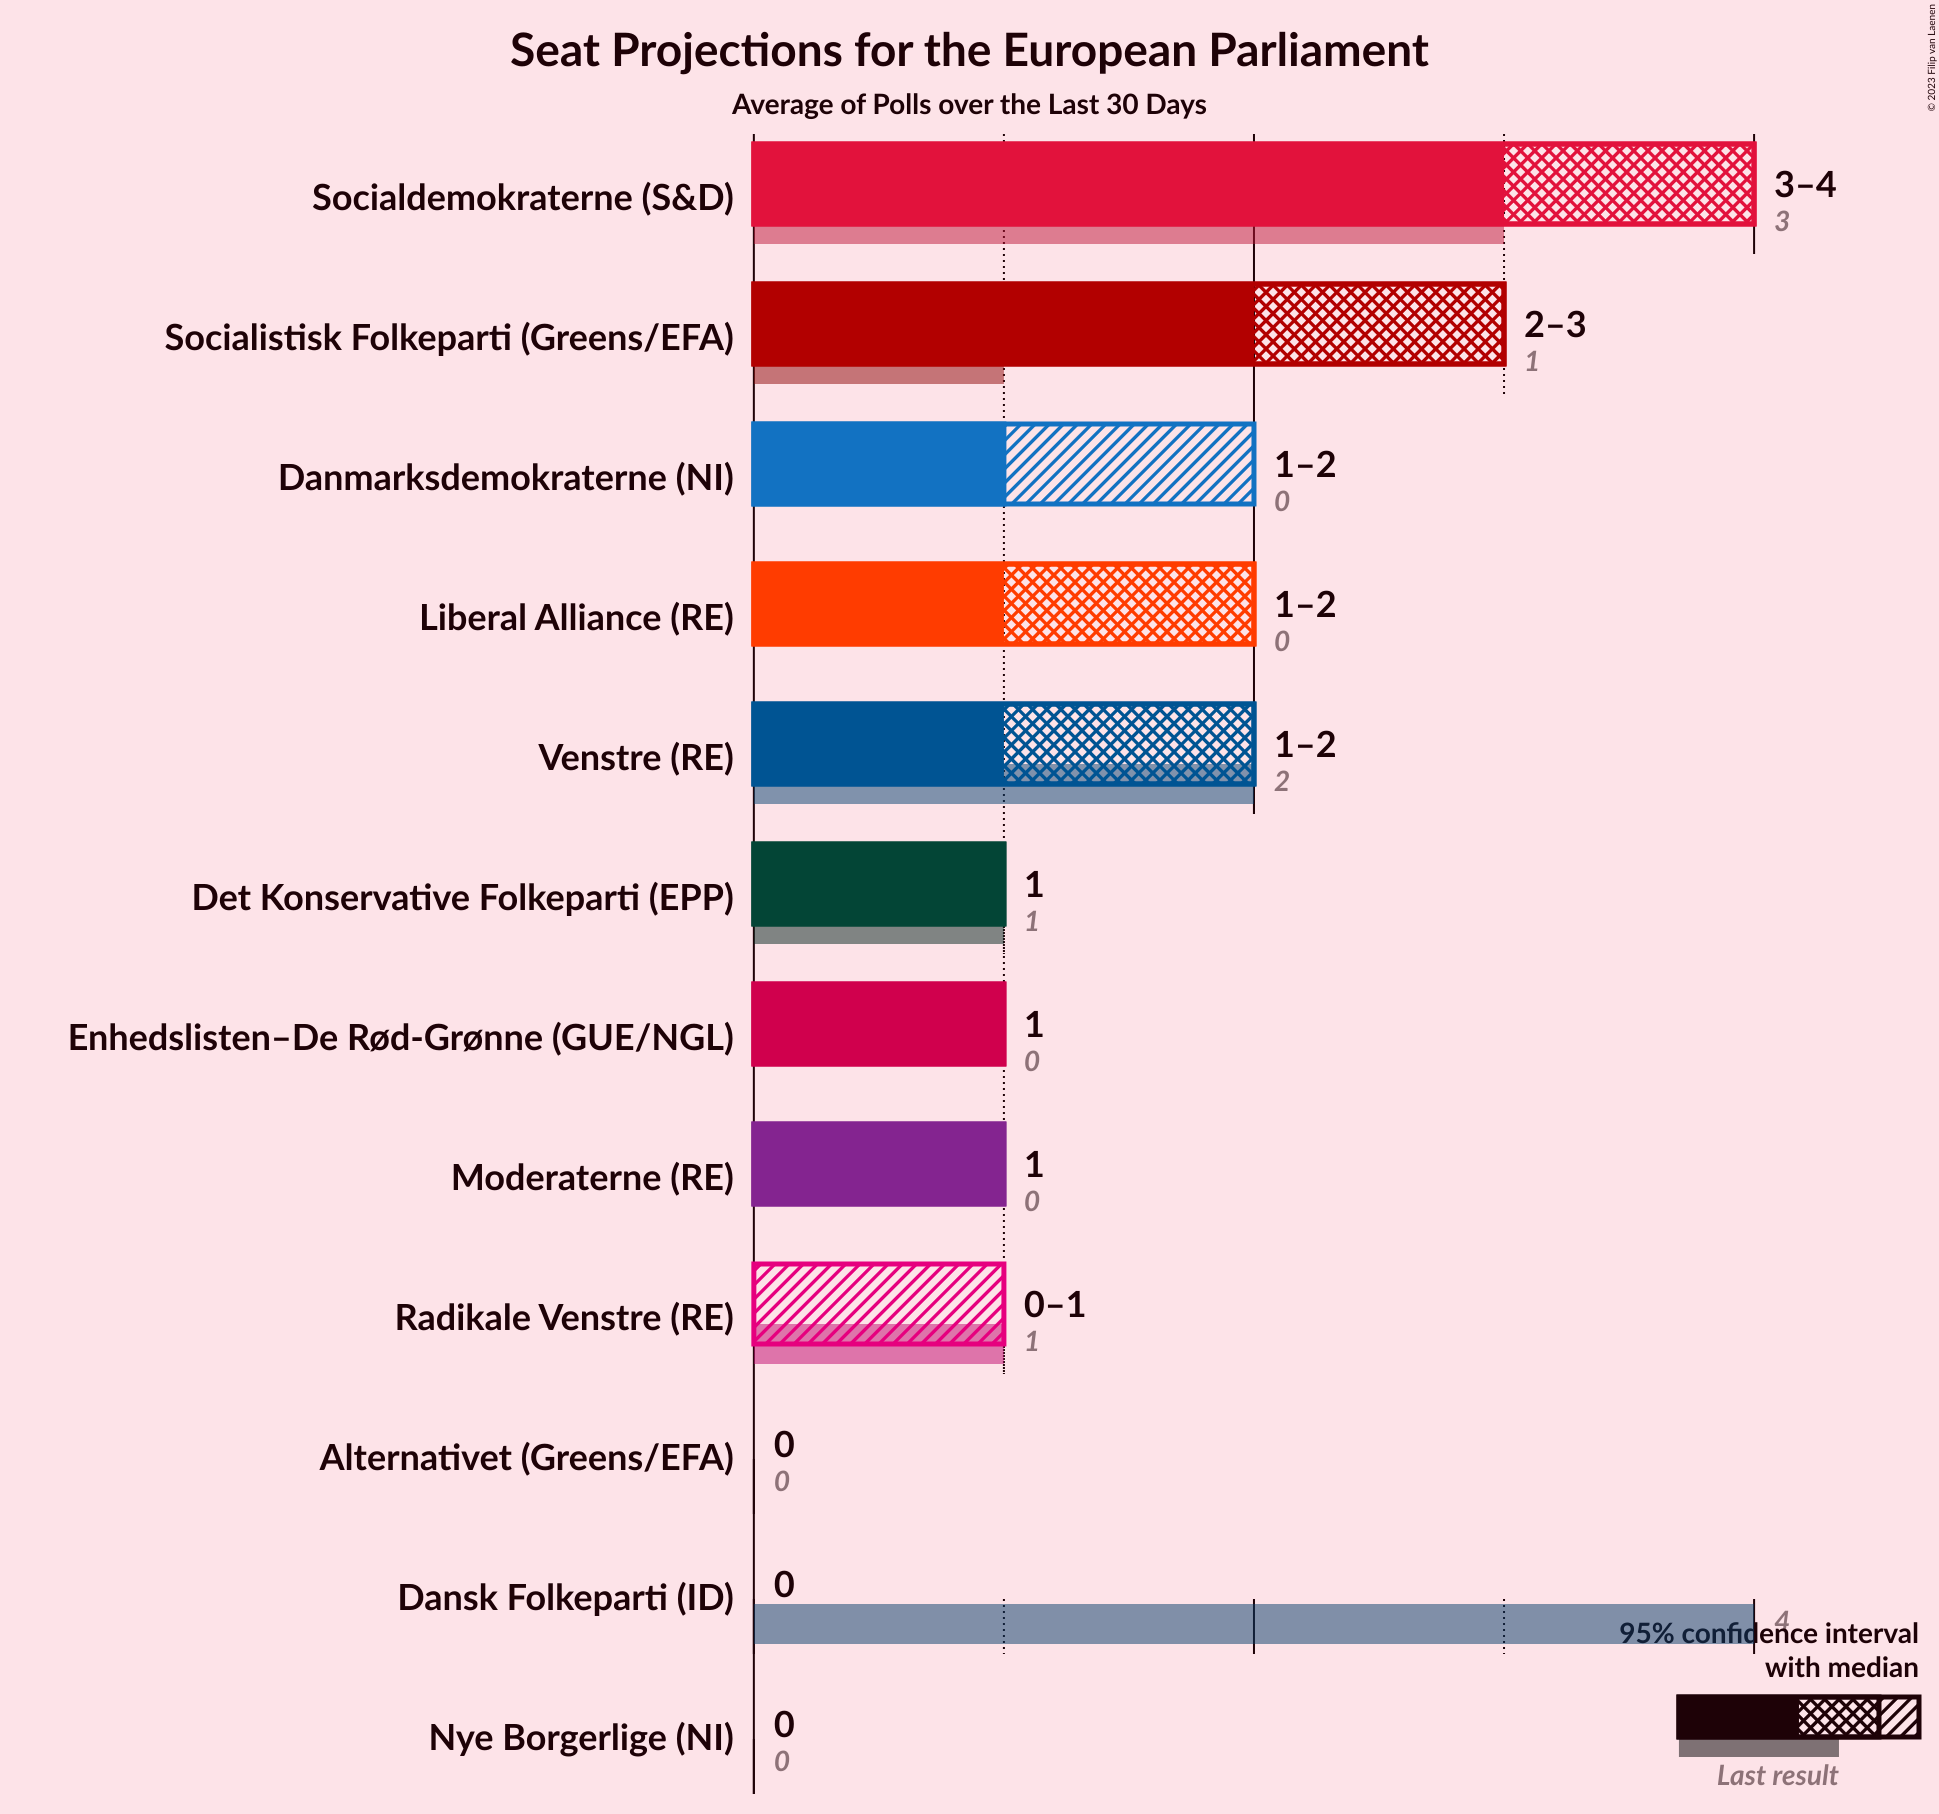 Seat Projections for the European Parliament
Average of Polls over the Last 30 Days
© 2023 Filip van Laenen
Socialdemokraterne (S&D)
3–4
3
Socialistisk Folkeparti (Greens/EFA)
2–3
1
Danmarksdemokraterne (NI)
1–2
0
Liberal Alliance (RE)
1–2
0
Venstre (RE)
1–2
2
Det Konservative Folkeparti (EPP)
1
1
Enhedslisten–De Rød-Grønne (GUE/NGL)
1
0
Moderaterne (RE)
1
0
Radikale Venstre (RE)
0–1
1
Alternativet (Greens/EFA)
0
0
Dansk Folkeparti (ID)
0
4
Nye Borgerlige (NI)
0
0
95% confidence interval
with median
Last result